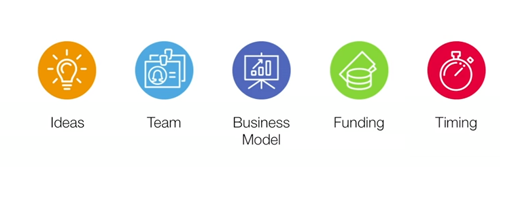 Ideas
Team
Business
Model
Funding
Timing